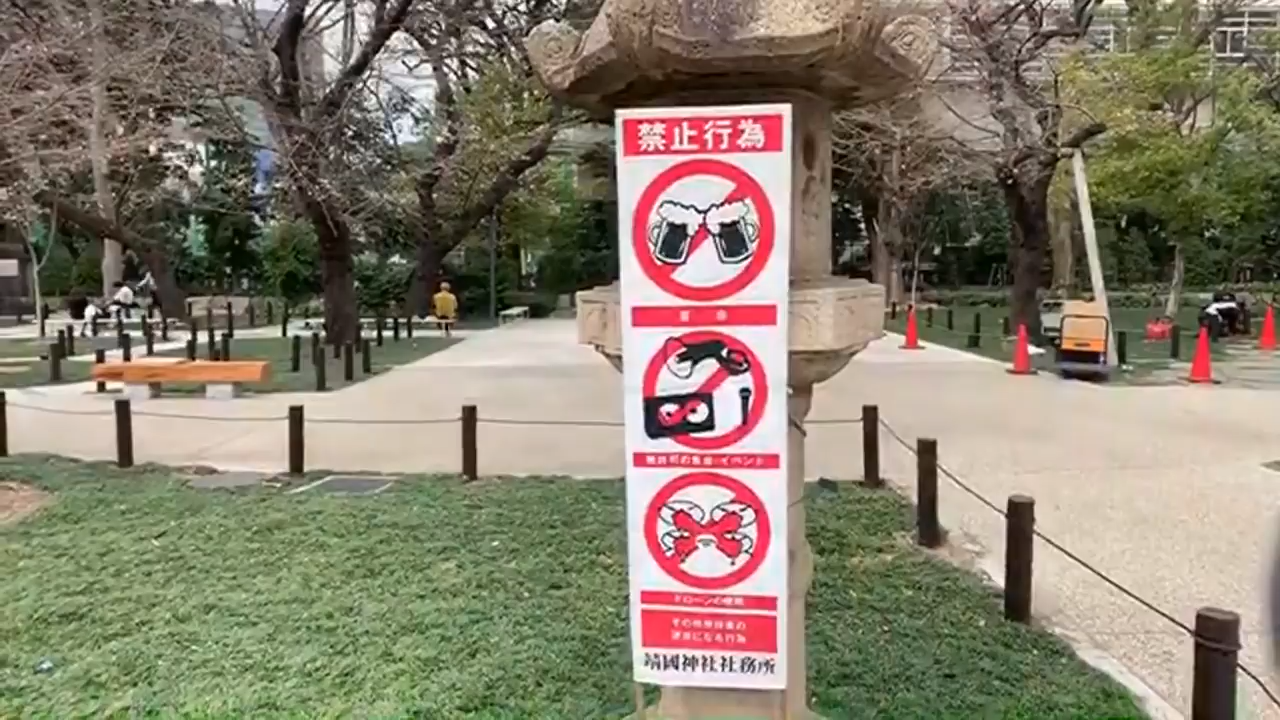 禁止行為
宴会
無許可の集会・イベント
ドローンの使用
その他参拝者の
迷惑になる行為
靖國神社社務所